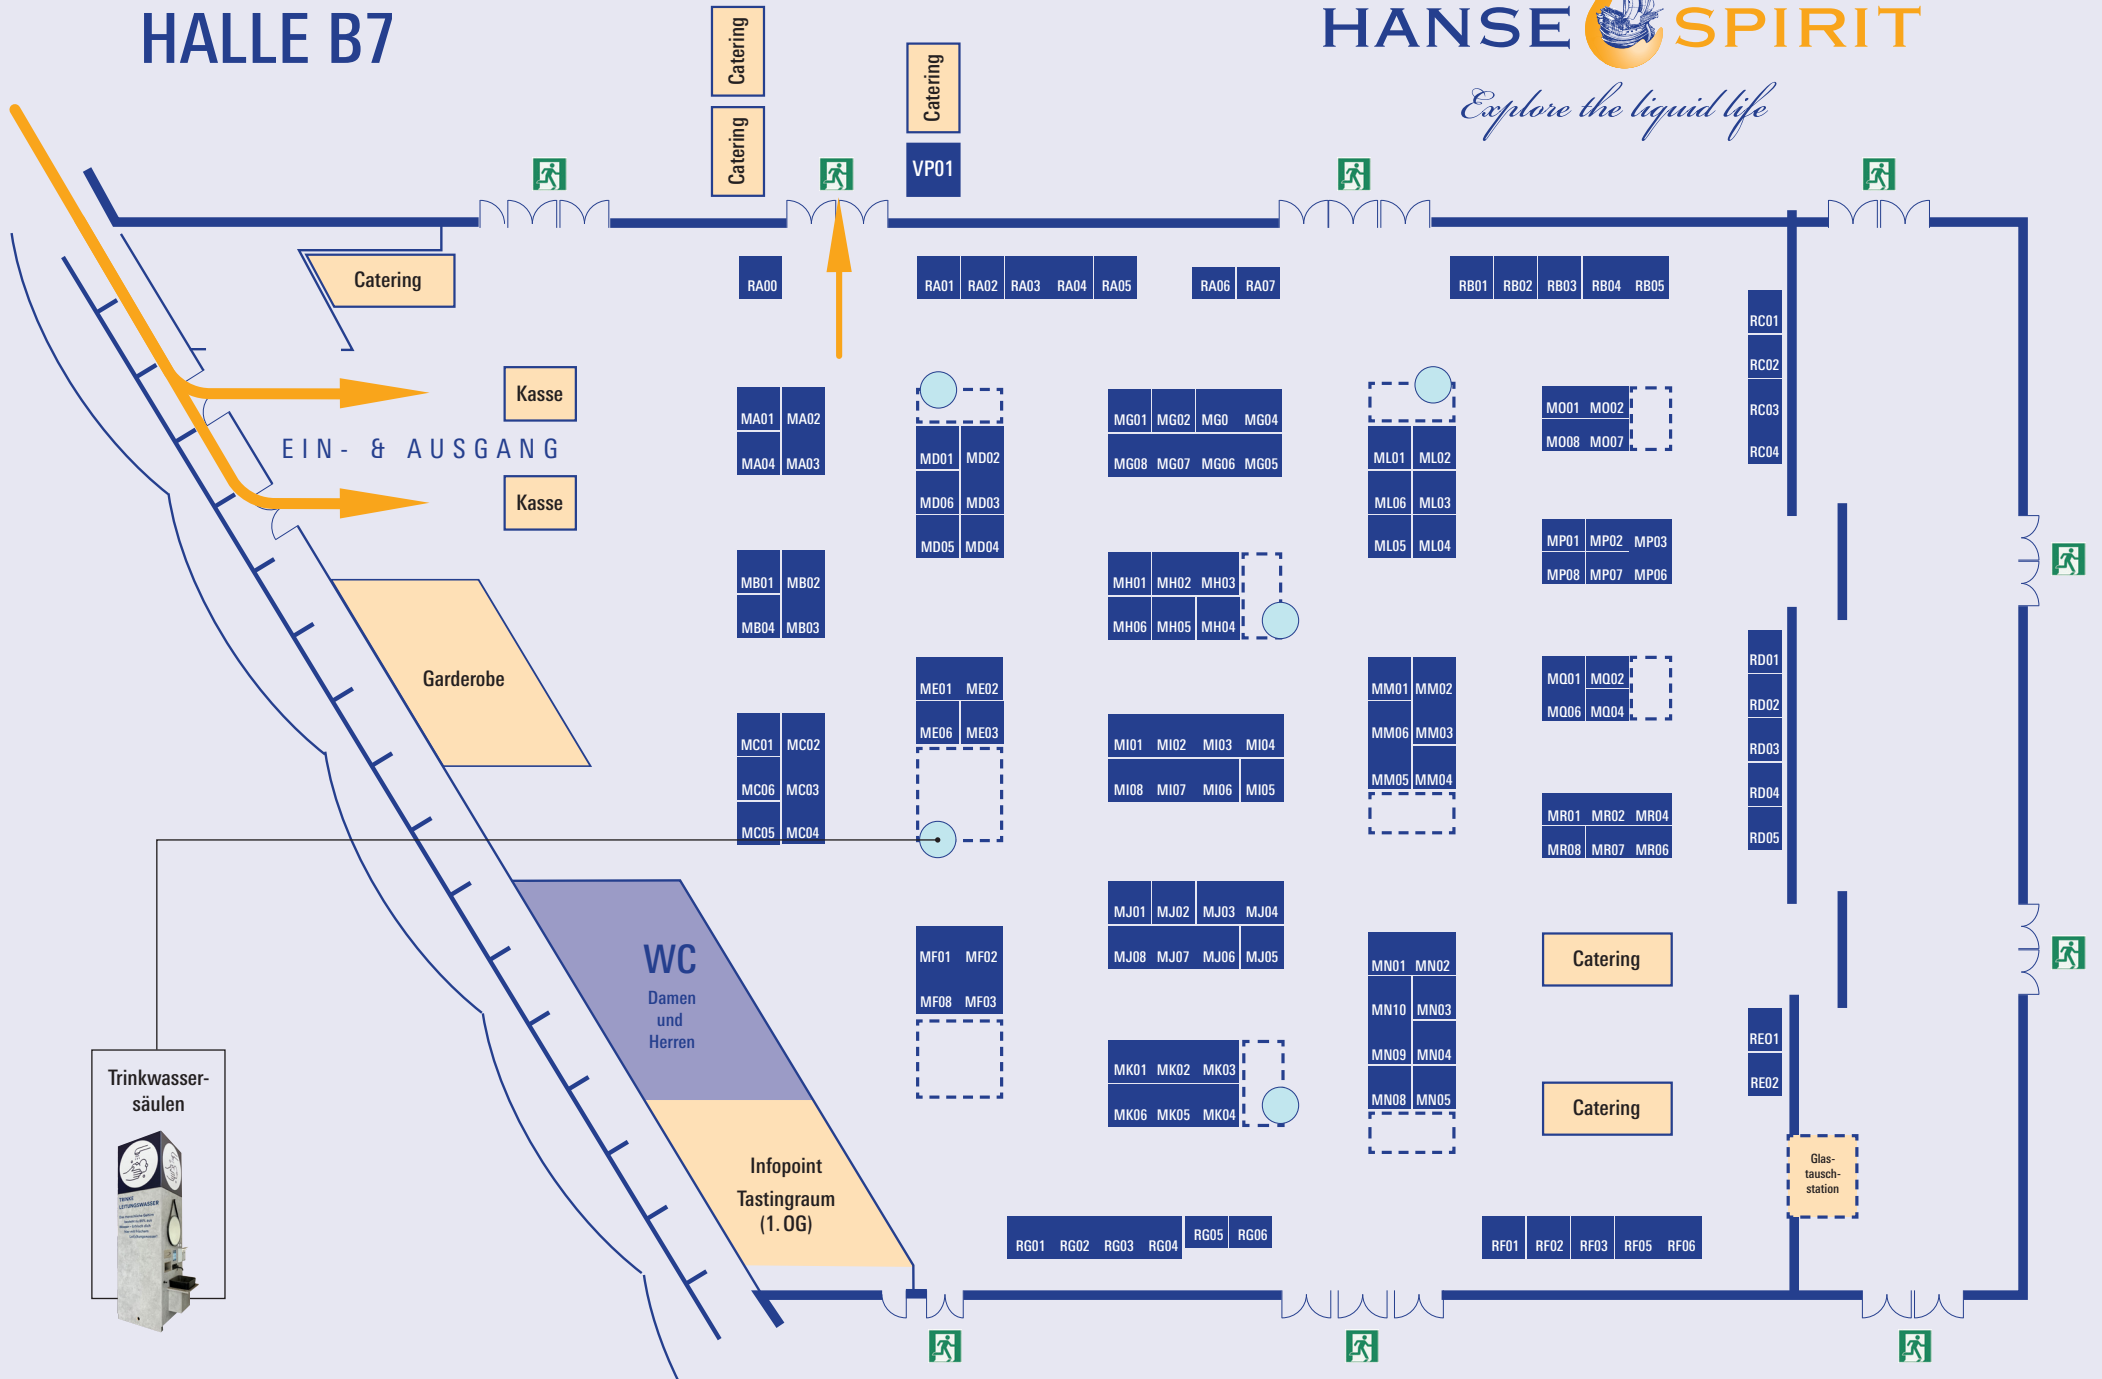 HALLE B7
HANSE SPIRIT
Explore the liquid life
Catering
Catering
Catering
VP01
Catering
RA00
RA01 RA02 RA03 RA04 RA05
RA06 RA07
RB01 RB02 RB03 RB04 RB05
RC01
RC02
RC03
RC04
Kasse
EIN- & AUSGANG
Kasse
MA01 MA02
MA04 MA03
MB01 MB02
MB04 MB03
MC01 MC02
MC06 MC03
MC05 MC04
MD01 MD02
MD06 MD03
MD05 MD04
ME01 ME02
ME06 ME03
MF01 MF02
MF08 MF03
MG01 MG02 MG0 MG04
MG08 MG07 MG06 MG05
MH01 MH02 MH03
MH06 MH05 MH04
MI01 MI02 MI03 MI04
MI08 MI07 MI06 MI05
MJ01 MJ02 MJ03 MJ04
MJ08 MJ07 MJ06 MJ05
MK01 MK02 MK03
MK06 MK05 MK04
ML01 ML02
ML06 ML03
ML05 ML04
MM01 MM02
MM06 MM03
MM05 MM04
MN01 MN02
MN10 MN03
MN09 MN04
MN08 MN05
MO01 MO02
MO08 MO07
MP01 MP02 MP03
MP08 MP07 MP06
MQ01 MQ02
MQ06 MQ04
MR01 MR02 MR04
MR08 MR07 MR06
RD01
RD02
RD03
RD04
RD05
Catering
Catering
REO1
RE02
Glas-
tausch-
station
Garderobe
WC
Damen
und
Herren
Infopoint
Tastingraum
(1. OG)
RG01 RG02 RG03 RG04 RG05 RG06
RF01 RF02 RF03 RF05 RF06
Trinkwasser-
säulen
TRINKE
LEITUNGSWASSER